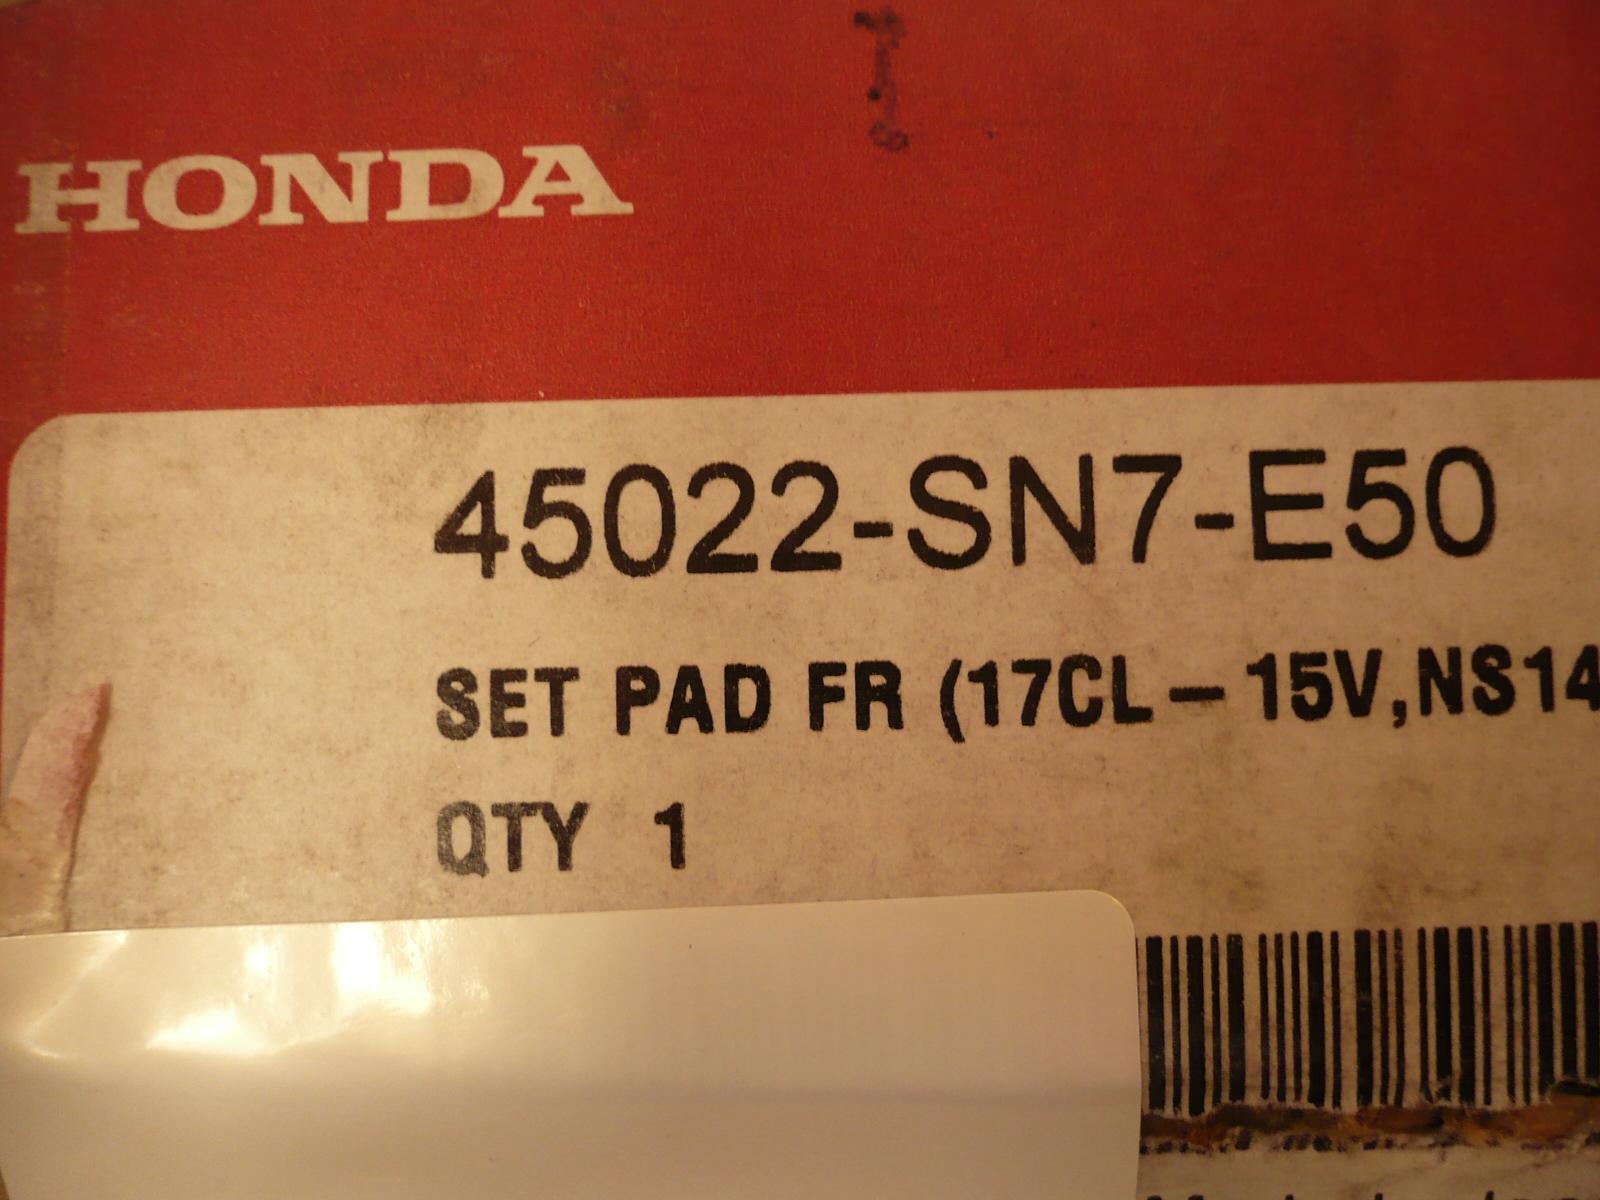 HONDA
45022-SN7-E50
SET PAD FR (17CL-15V,NS14
QTY 1